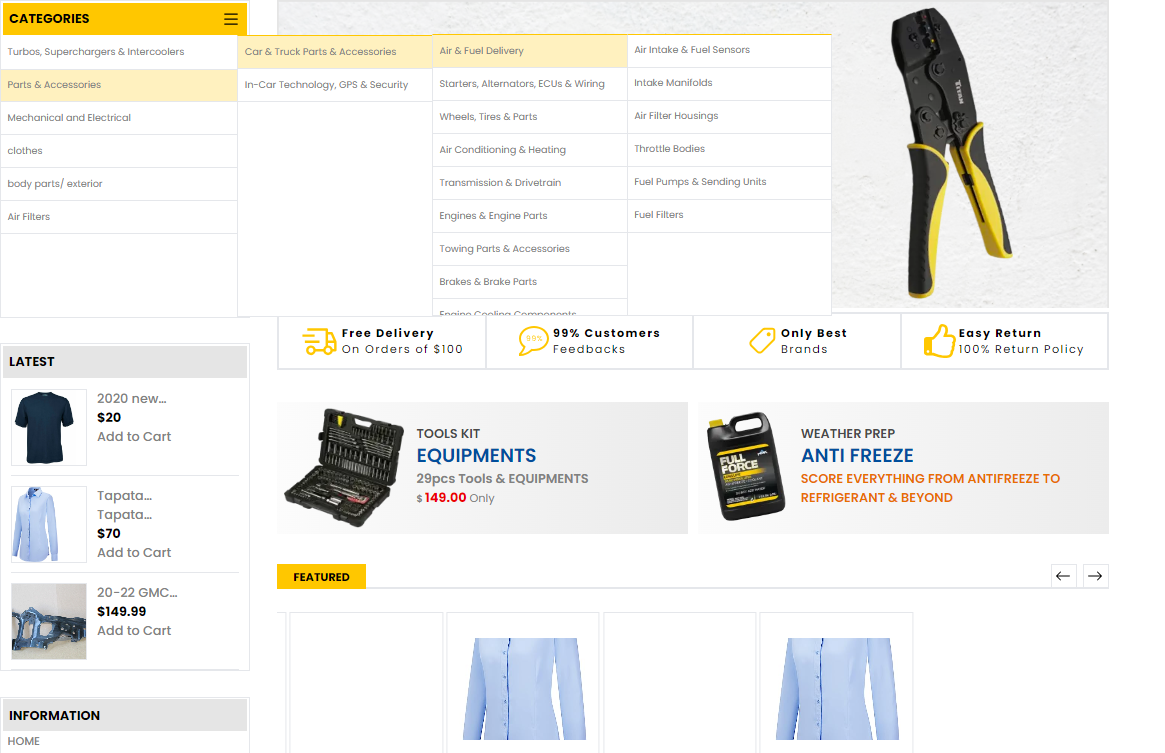 CATEGORIES
Turbos, Superchargers & Intercoolers
Parts & Accessories
Mechanical and Electrical
clothes
body parts/ exterior
Air Filters
Car & Truck Parts & Accessories
In-Car Technology, GPS & Security
Air & Fuel Delivery
Starters, Alternators, ECUs & Wiring
Wheels, Tires & Parts
Air Conditioning & Heating
Transmission & Drivetrain
Engines & Engine Parts
Towing Parts & Accessories
Brakes & Brake Parts
Engine Cooling Components
Air Intake & Fuel Sensors
Intake Manifolds
Air Filter Housings
Throttle Bodies
Fuel Pumps & Sending Units
Fuel Filters
TITAN
Free Delivery
On Orders of $100
99%
99% Customers
Feedbacks
Only Best
Brands
Easy Return
100% Return Policy
LATEST
2020 new...
$20
Add to Cart
Tapata...
Tapata...
$70
Add to Cart
20-22 GMC...
$149.99
Add to Cart
INFORMATION
HOME
TOOLS KIT
EQUIPMENTS
29pcs Tools & EQUIPMENTS
$ 149.00 Only
FULL
FORCE
WEATHER PREP
ANTI FREEZE
SCORE EVERYTHING FROM ANTIFREEZE TO
REFRIGERANT & BEYOND
FEATURED